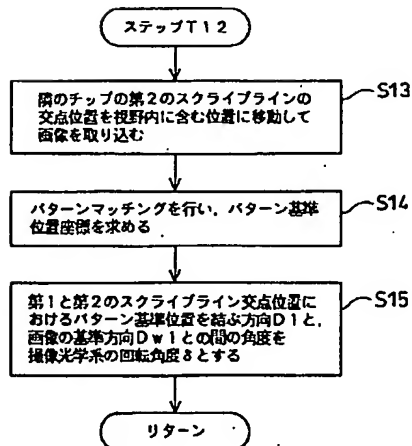 ステップT12
隣のチップの第2のスクライブラインの
交点位置を視野内に含む位置に移動して
画像を取り込む
S13
パターンマッチングを行い,パターン基準
位置座標を求める
S14
第1と第2のスクライブライン交点位置に
おけるパターン基準位置を結ぶ方向D1と,
画像の基準方向Dw1との間の角度を
撮像光学系の回転角度δとする
S15
リターン